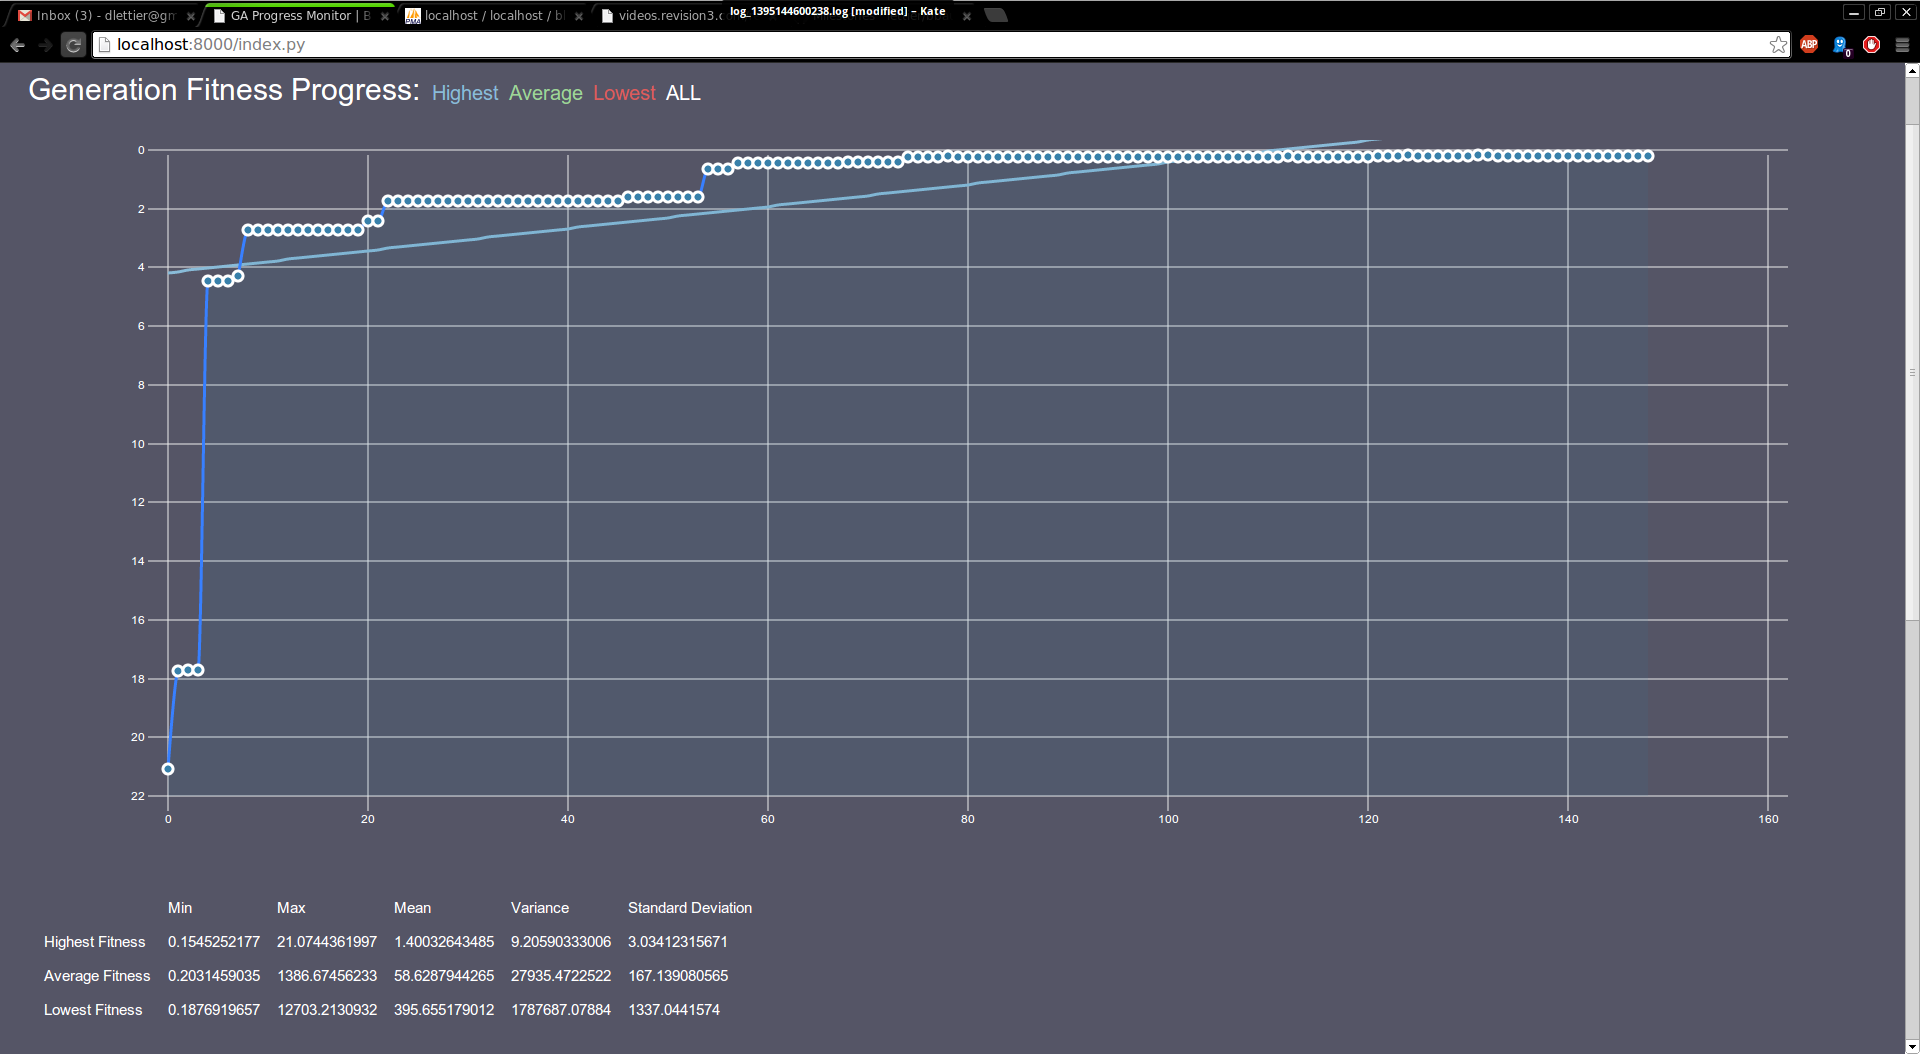 Inbox (3) - dlettier@gm
GA Progress Monitor | B
localhost / localhost / bl
videos.revision3.c
log_1395144600238.log [modified] – Kate
localhost:8000/index.py
ABP
0
Generation Fitness Progress: Highest Average Lowest ALL
0
2
4
6
8
10
12
14
16
18
20
22
0 20 40 60 80 100 120 140 160
Min Max Mean Variance Standard Deviation
Highest Fitness 0.1545252177 21.0744361997 1.40032643485 9.20590333006 3.03412315671
Average Fitness 0.2031459035 1386.67456233 58.6287944265 27935.4722522 167.139080565
Lowest Fitness 0.1876919657 12703.2130932 395.655179012 1787687.07884 1337.0441574